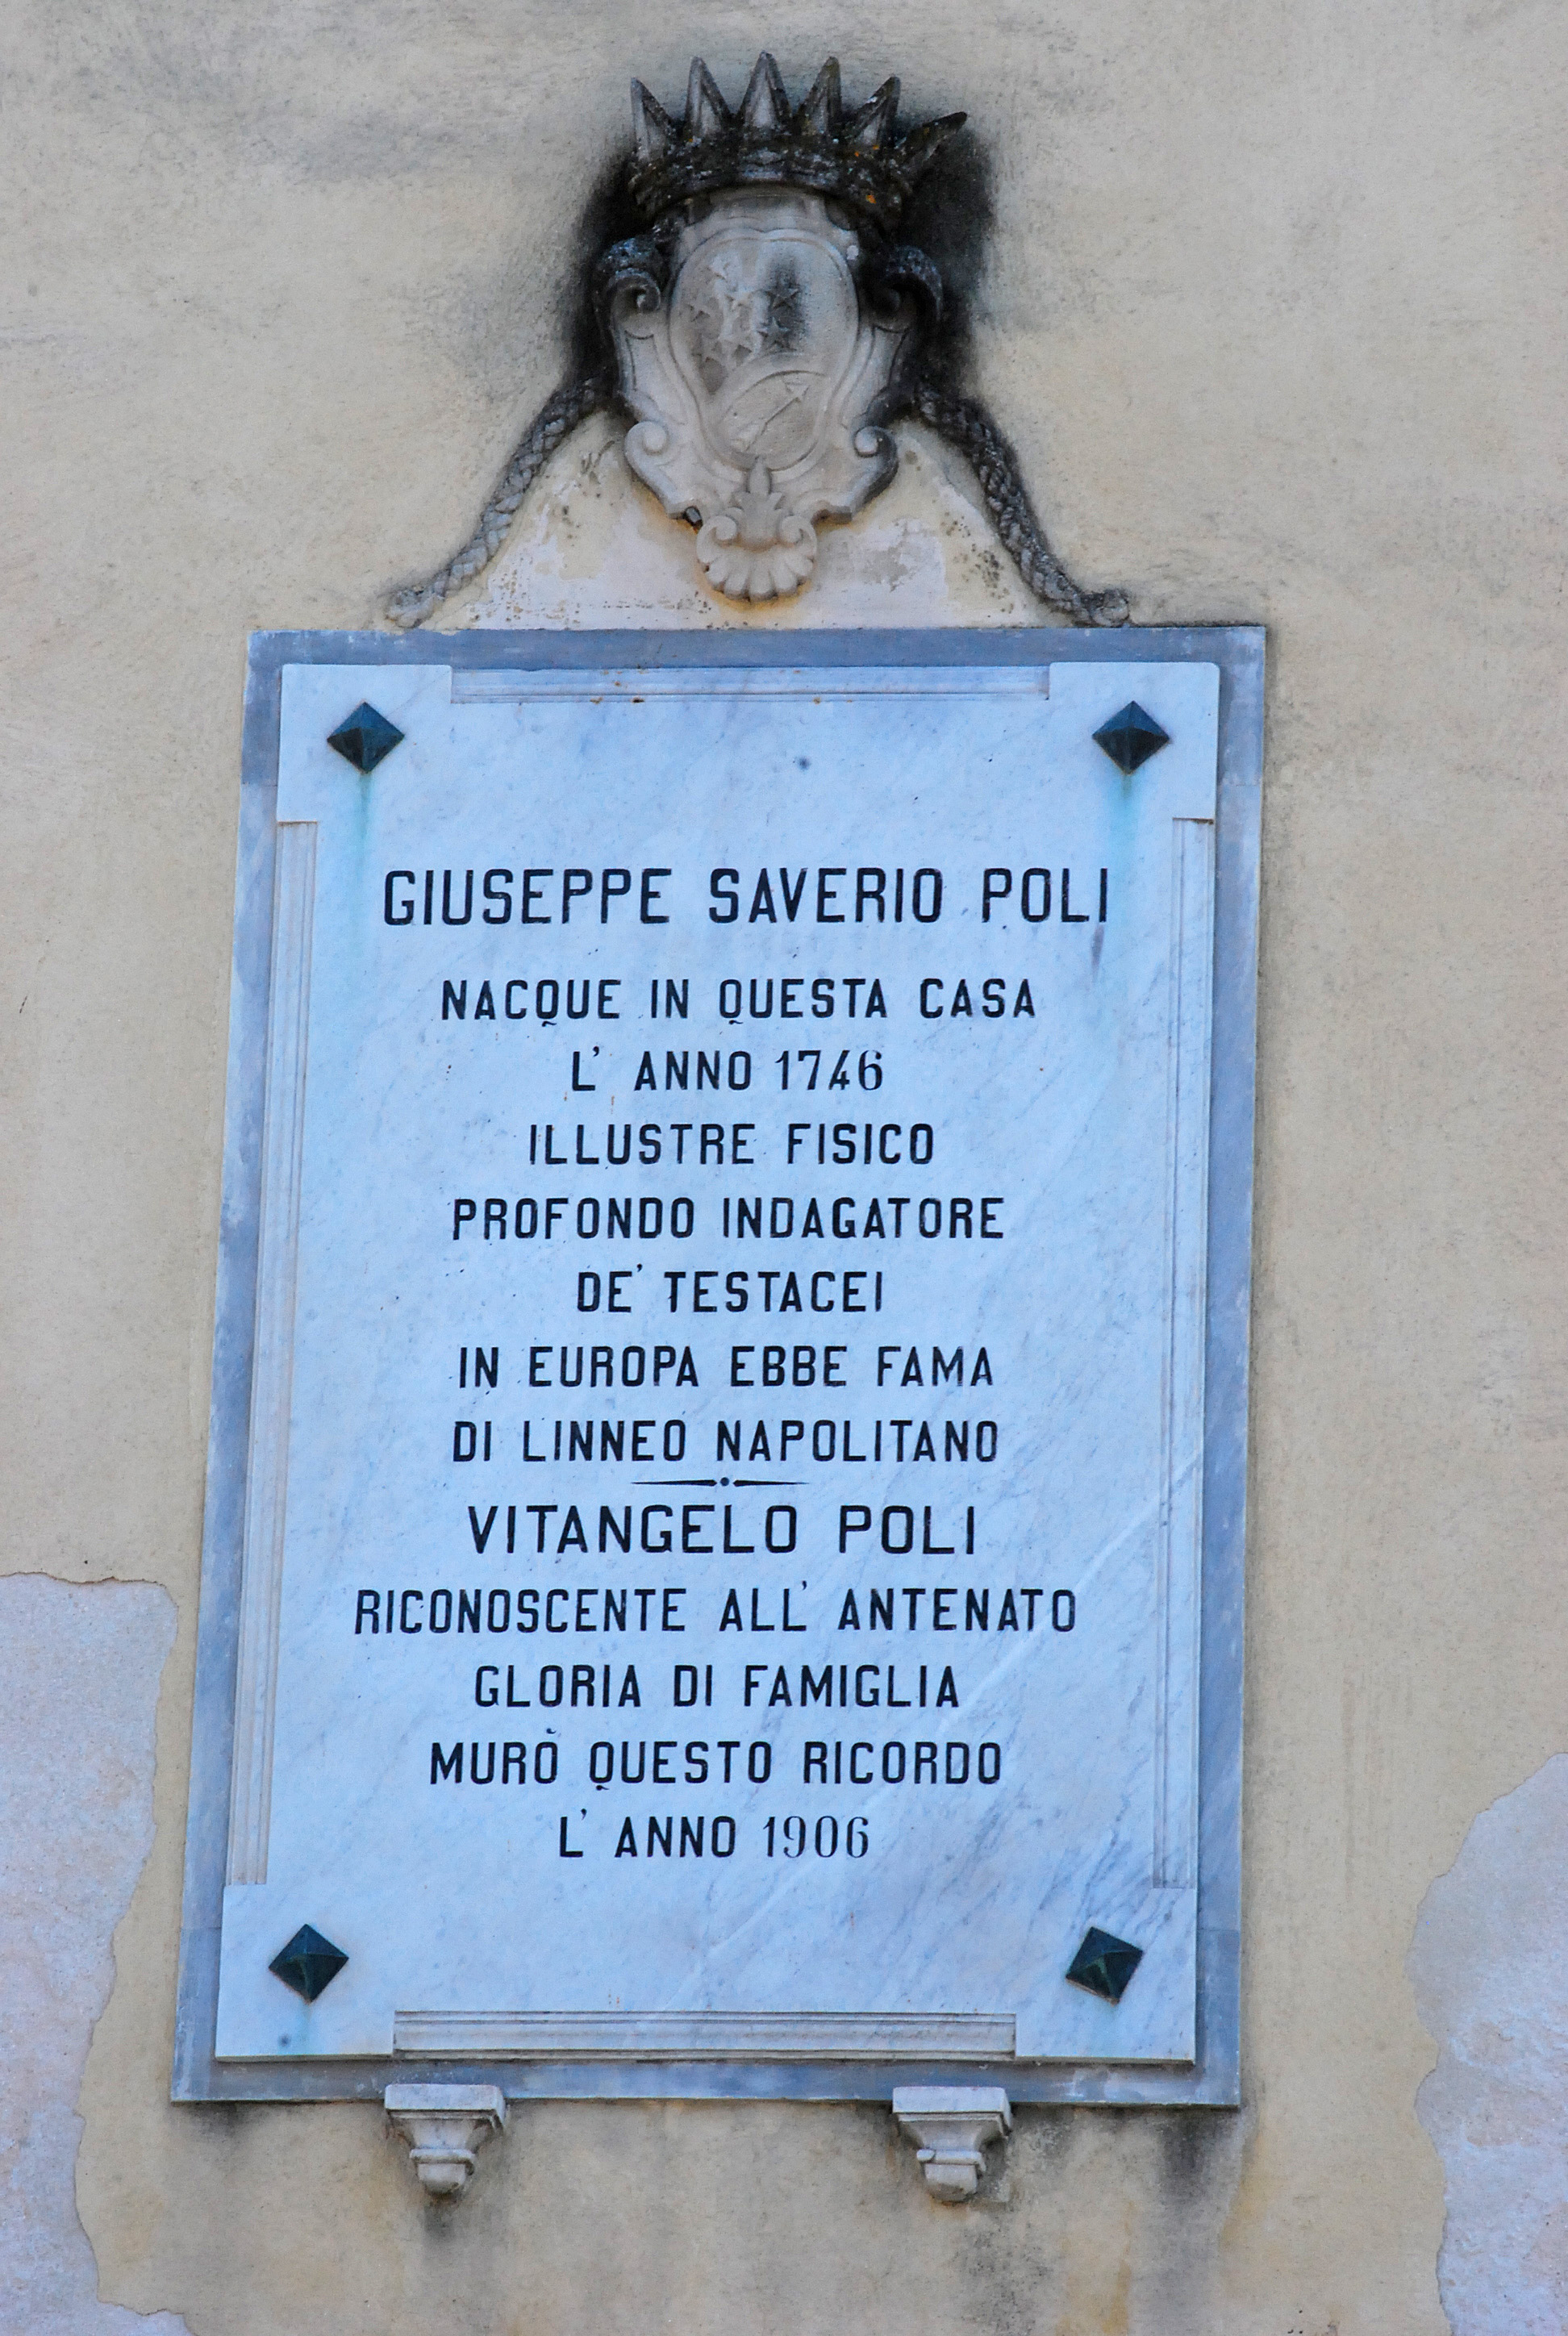 GIUSEPPE SAVERIO POLI
NACQUE IN QUESTA CASA
L' ANNO 1746
ILLUSTRE FISICO
PROFONDO INDAGATORE
DE' TESTACEI
IN EUROPA EBBE FAMA
DI LINNEO NAPOLITANO
VITANGELO POLI
RICONOSCENTE ALL' ANTENATO
GLORIA DI FAMIGLIA
MURÒ QUESTO RICORDO
L' ANNO 1906